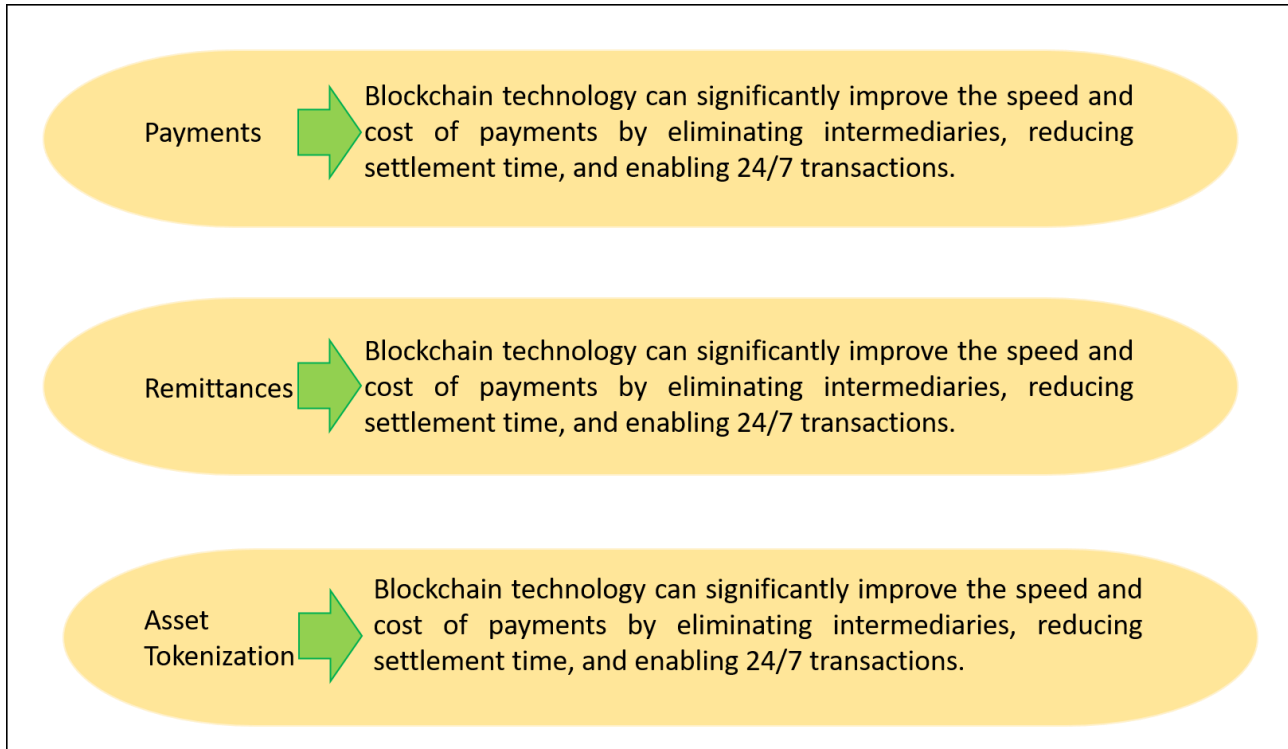 Payments
Blockchain technology can significantly improve the speed and
cost of payments by eliminating intermediaries, reducing
settlement time, and enabling 24/7 transactions.
Remittances
Blockchain technology can significantly improve the speed and
cost of payments by eliminating intermediaries, reducing
settlement time, and enabling 24/7 transactions.
Asset
Tokenization
Blockchain technology can significantly improve the speed and
cost of payments by eliminating intermediaries, reducing
settlement time, and enabling 24/7 transactions.